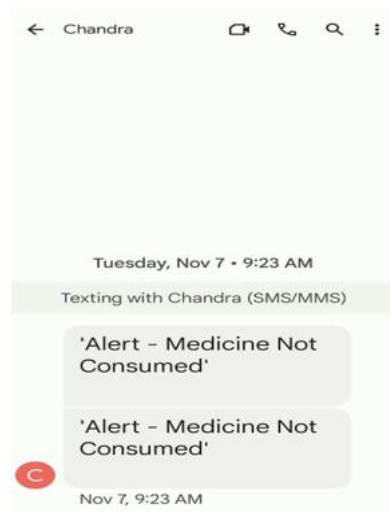 Chandra
Tuesday, Nov 7 • 9:23 AM
Texting with Chandra (SMS/MMS)
'Alert - Medicine Not
Consumed'
'Alert - Medicine Not
Consumed'
C
Nov 7, 9:23 AM